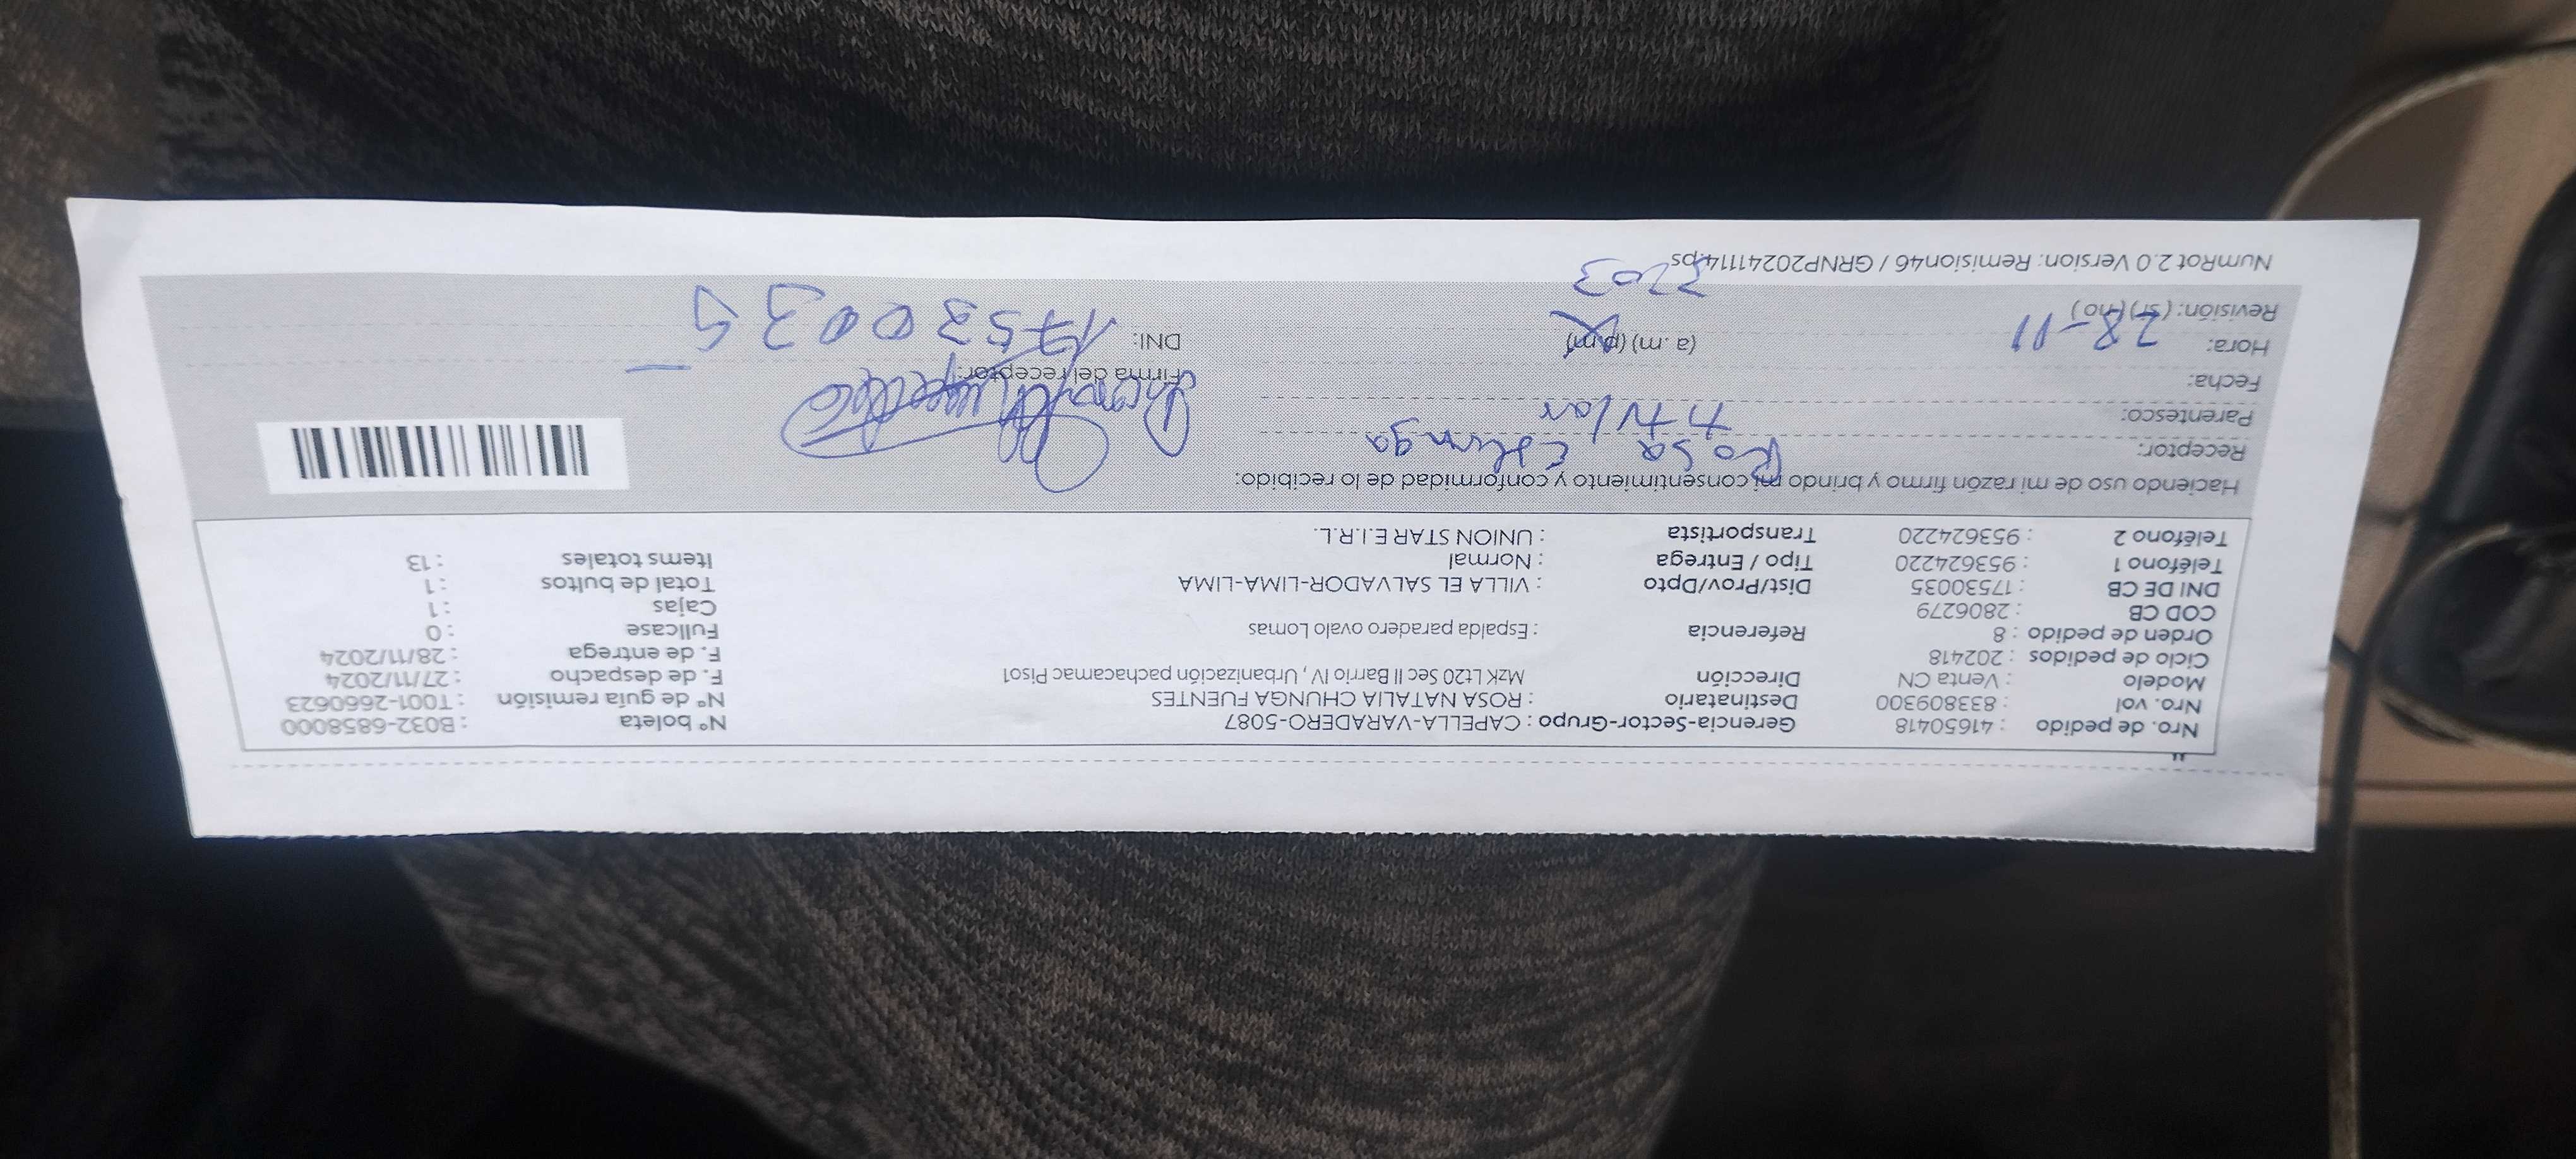 Nro. de pedido : 41650418 Gerencia-Sector-Grupo : CAPELLA-VARADERO-5087 N° boleta : B032-6858000
Nro. vol : 833809300 Destinatario : ROSA NATALIA CHUNGA FUENTES N° de guía remisión : T001-2660623
Modelo : Venta CN Dirección MzK Lt20 Sec II Barrio IV , Urbanización pachacamac Piso1 F. de despacho : 27/11/2024
Ciclo de pedidos : 202418 F. de entrega : 28/11/2024
Orden de pedido : 8 Referencia : Espalda paradero ovalo Lomas Fullcase : 0
COD CB : 2806279 Cajas : 1
DNI DE CB : 17530035 Dist/Prov/Dpto : VILLA EL SALVADOR-LIMA-LIMA Total de bultos : 1
Teléfono 1 : 953624220 Tipo / Entrega : Normal Items totales : 13
Teléfono 2 : 953624220 Transportista : UNION STAR E.I.R.L.
Haciendo uso de mi razón firmo y brindo mi consentimiento y conformidad de lo recibido:
Receptor: Rosa
Parentesco: titular
Fecha: Firma del receptor:
Hora: 28-11 (a .m) (p.m) DNI: 17530035
Revisión: (si) (no)
NumRot 2.0 Version: Remision46 / GRNP20241114.ps